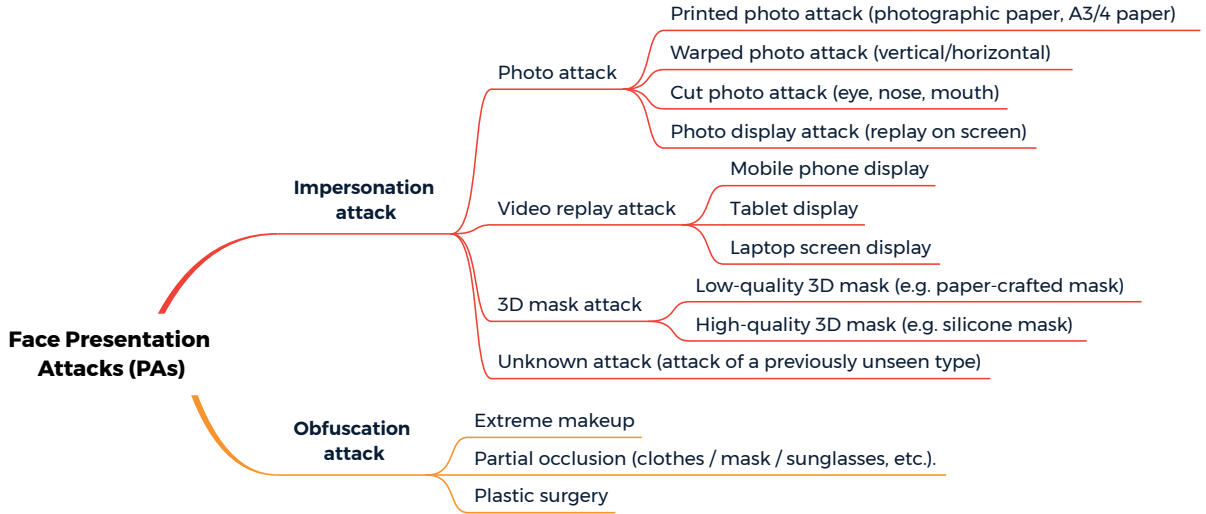 Face Presentation
Attacks (PAs)
Impersonation
attack
Photo attack
Printed photo attack (photographic paper, A3/4 paper)
Warped photo attack (vertical/horizontal)
Cut photo attack (eye, nose, mouth)
Photo display attack (replay on screen)
Video replay attack
Mobile phone display
Tablet display
Laptop screen display
3D mask attack
Low-quality 3D mask (e.g. paper-crafted mask)
High-quality 3D mask (e.g. silicone mask)
Unknown attack (attack of a previously unseen type)
Obfuscation
attack
Extreme makeup
Partial occlusion (clothes / mask / sunglasses, etc.).
Plastic surgery